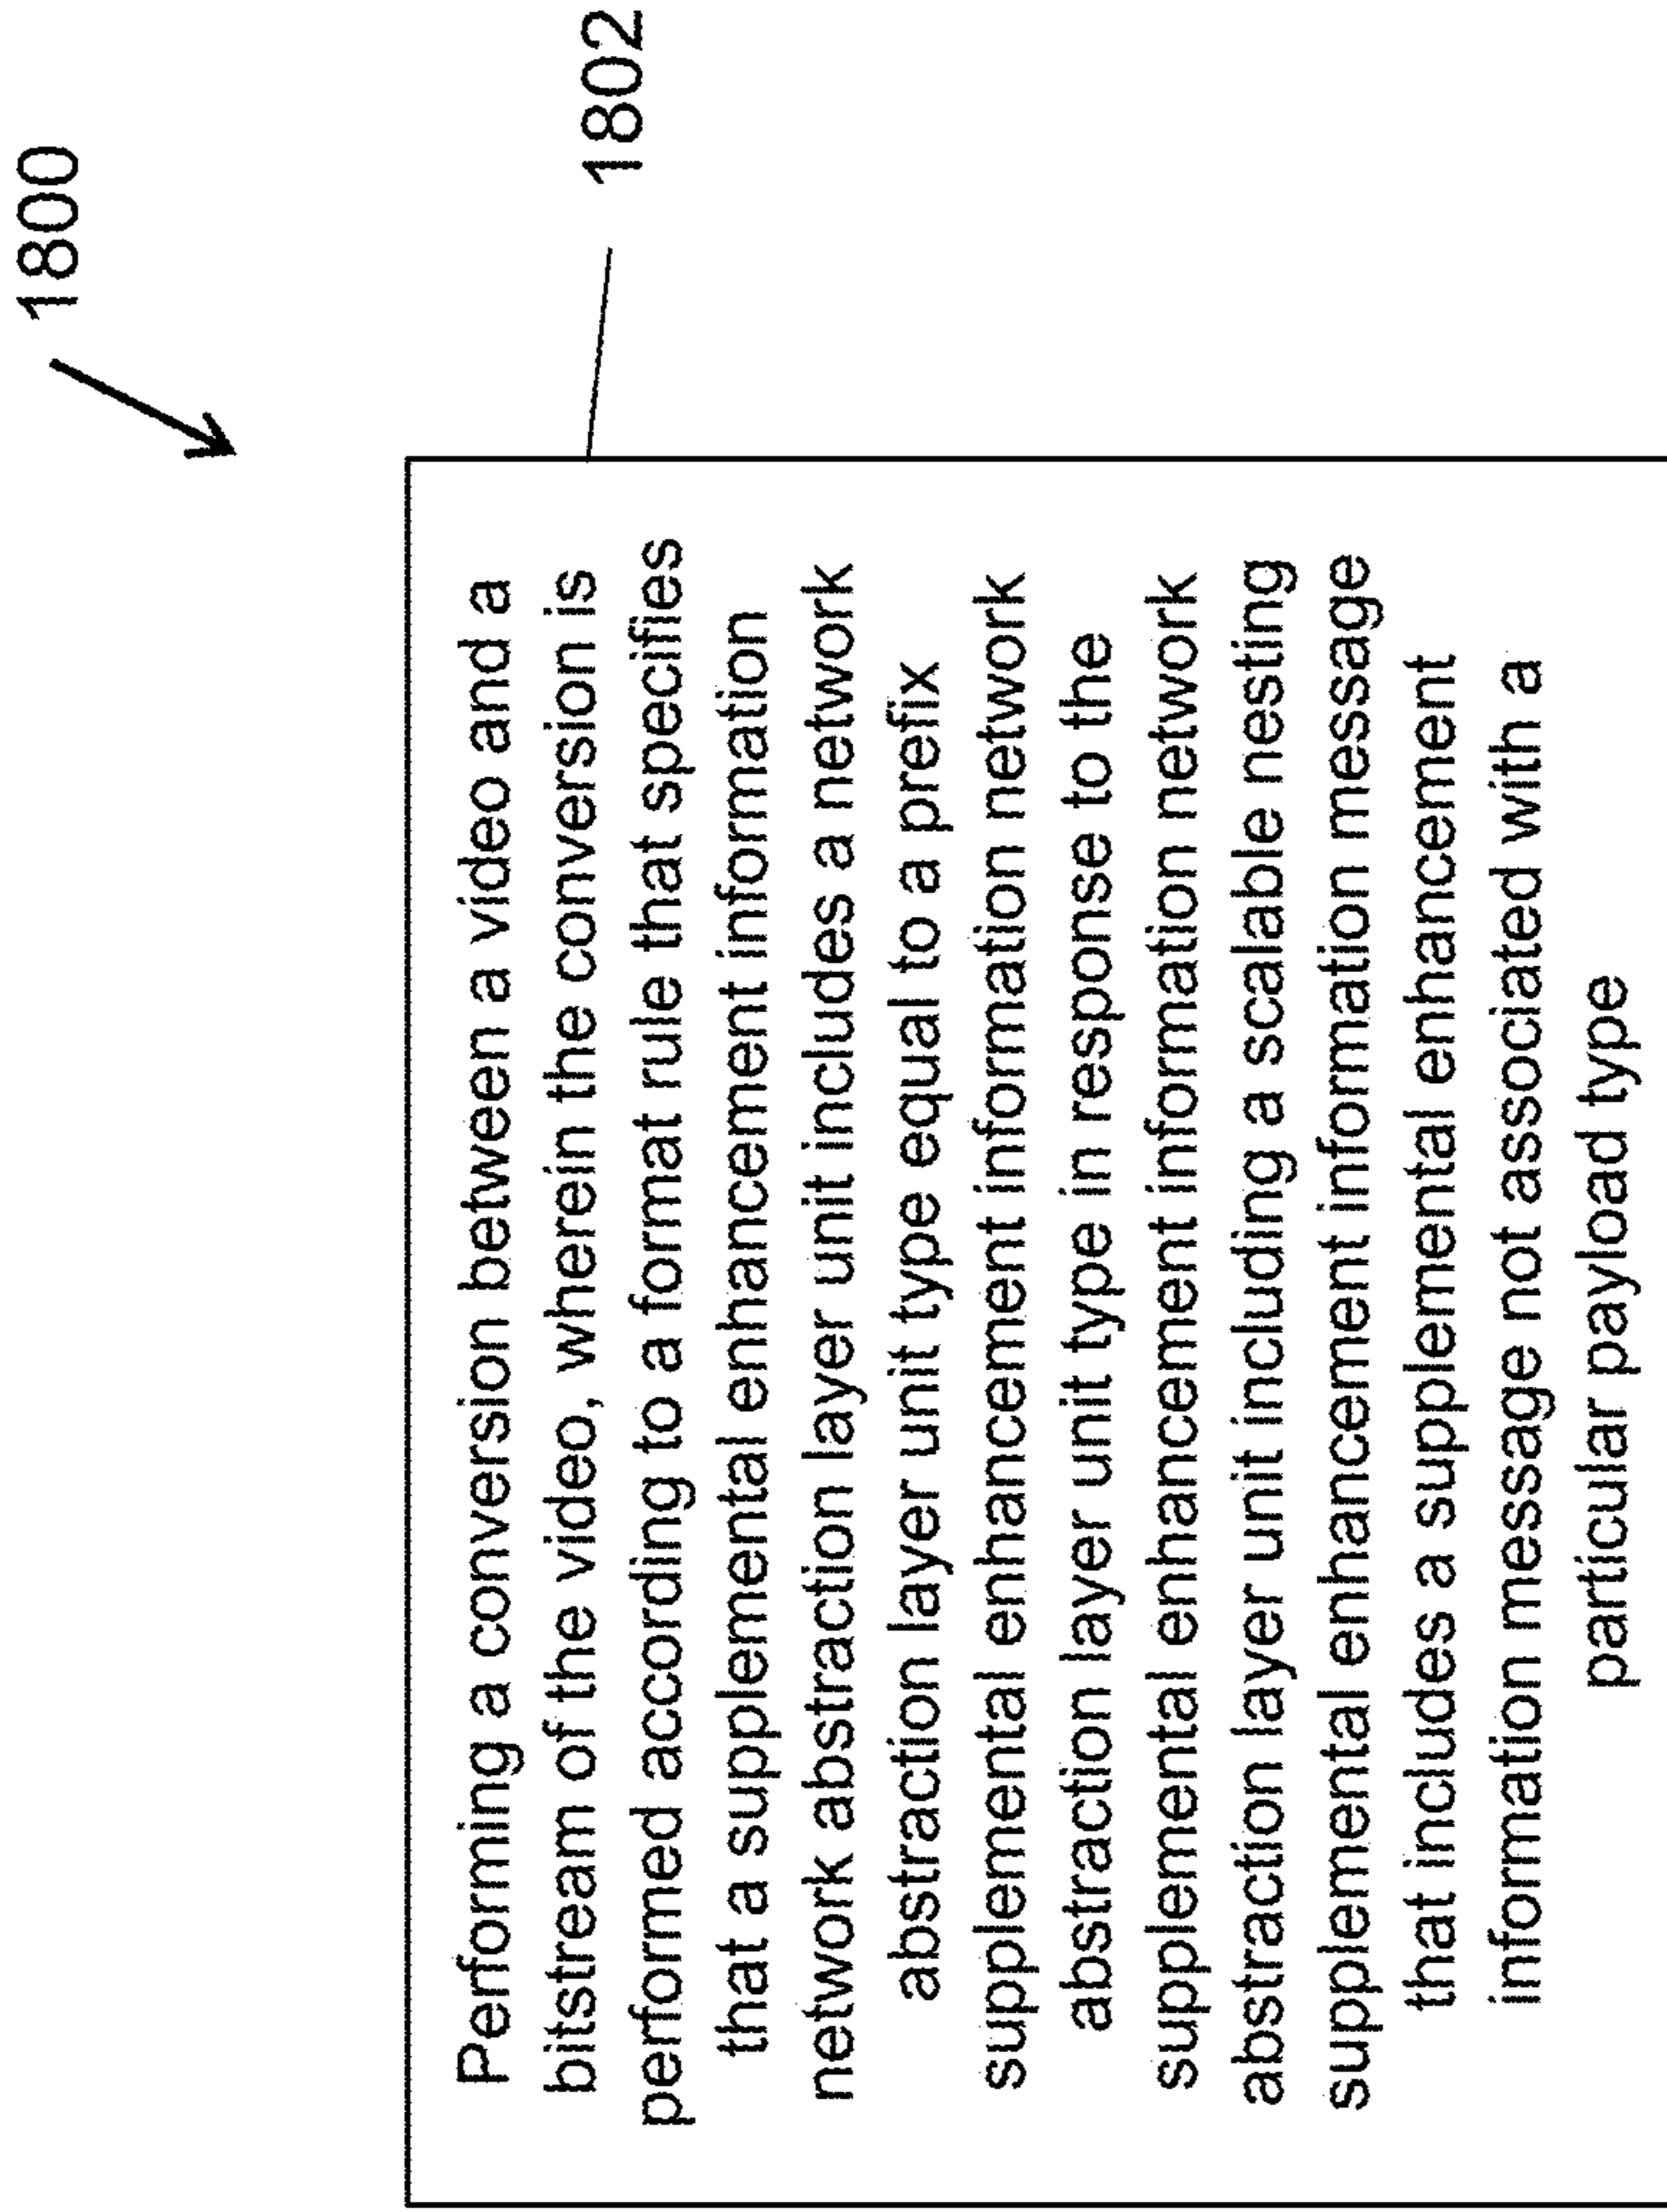 1800
1802
Performing a conversion between a video and a
bitstream of the video, wherein the conversion is
performed according to a format rule that specifies
that a supplemental enhancement information
network abstraction layer unit includes a network
abstraction layer unit type equal to a prefix
supplemental enhancement information network
abstraction layer unit type in response to the
supplemental enhancement information network
abstraction layer unit including a scalable nesting
supplemental enhancement information message
that includes a supplemental enhancement
information message not associated with a
particular payload type